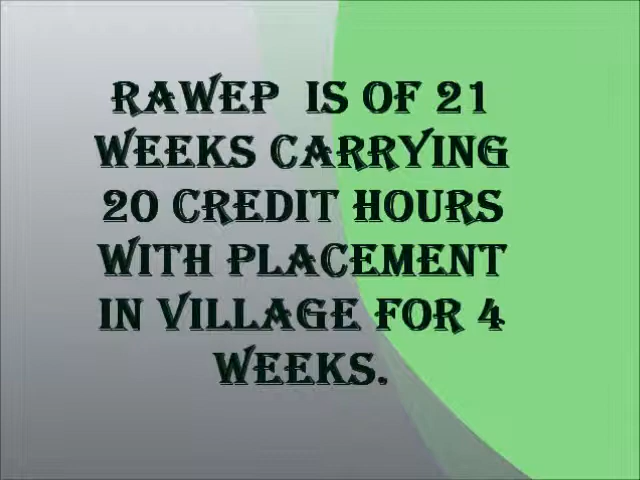 RAWEP IS OF 21
WEEKS CARRYING
20 CREDIT HOURS
WITH PLACEMENT
IN VILLAGE FOR 4
WEEKS.